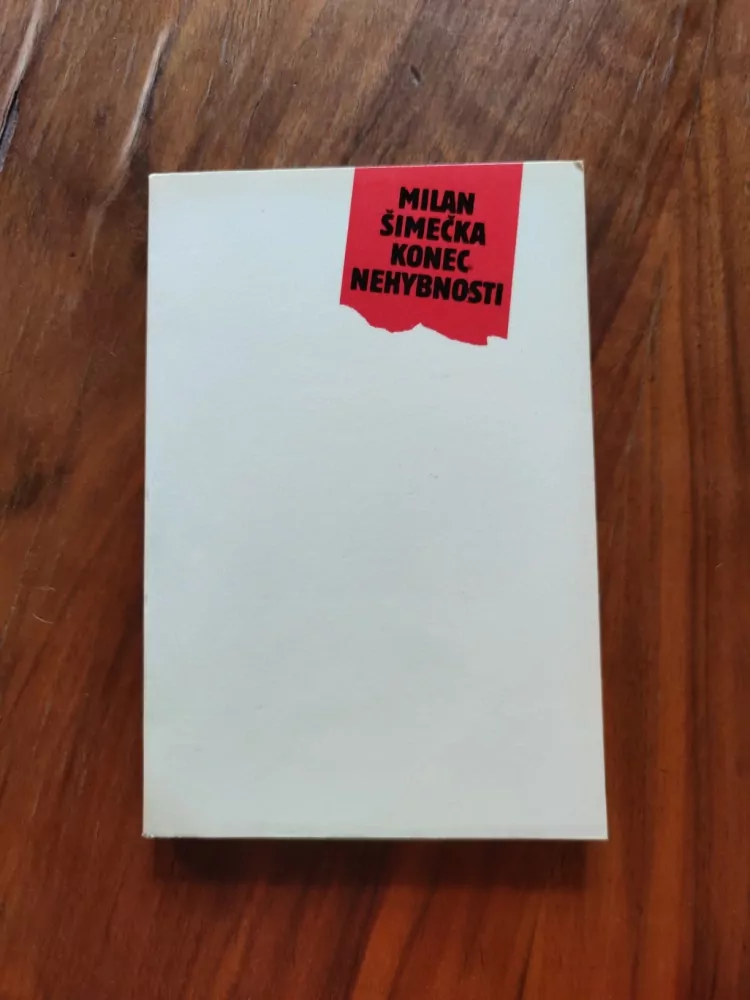 MILAN
ŠIMEČKA
KONEC
NEHYBNOSTI